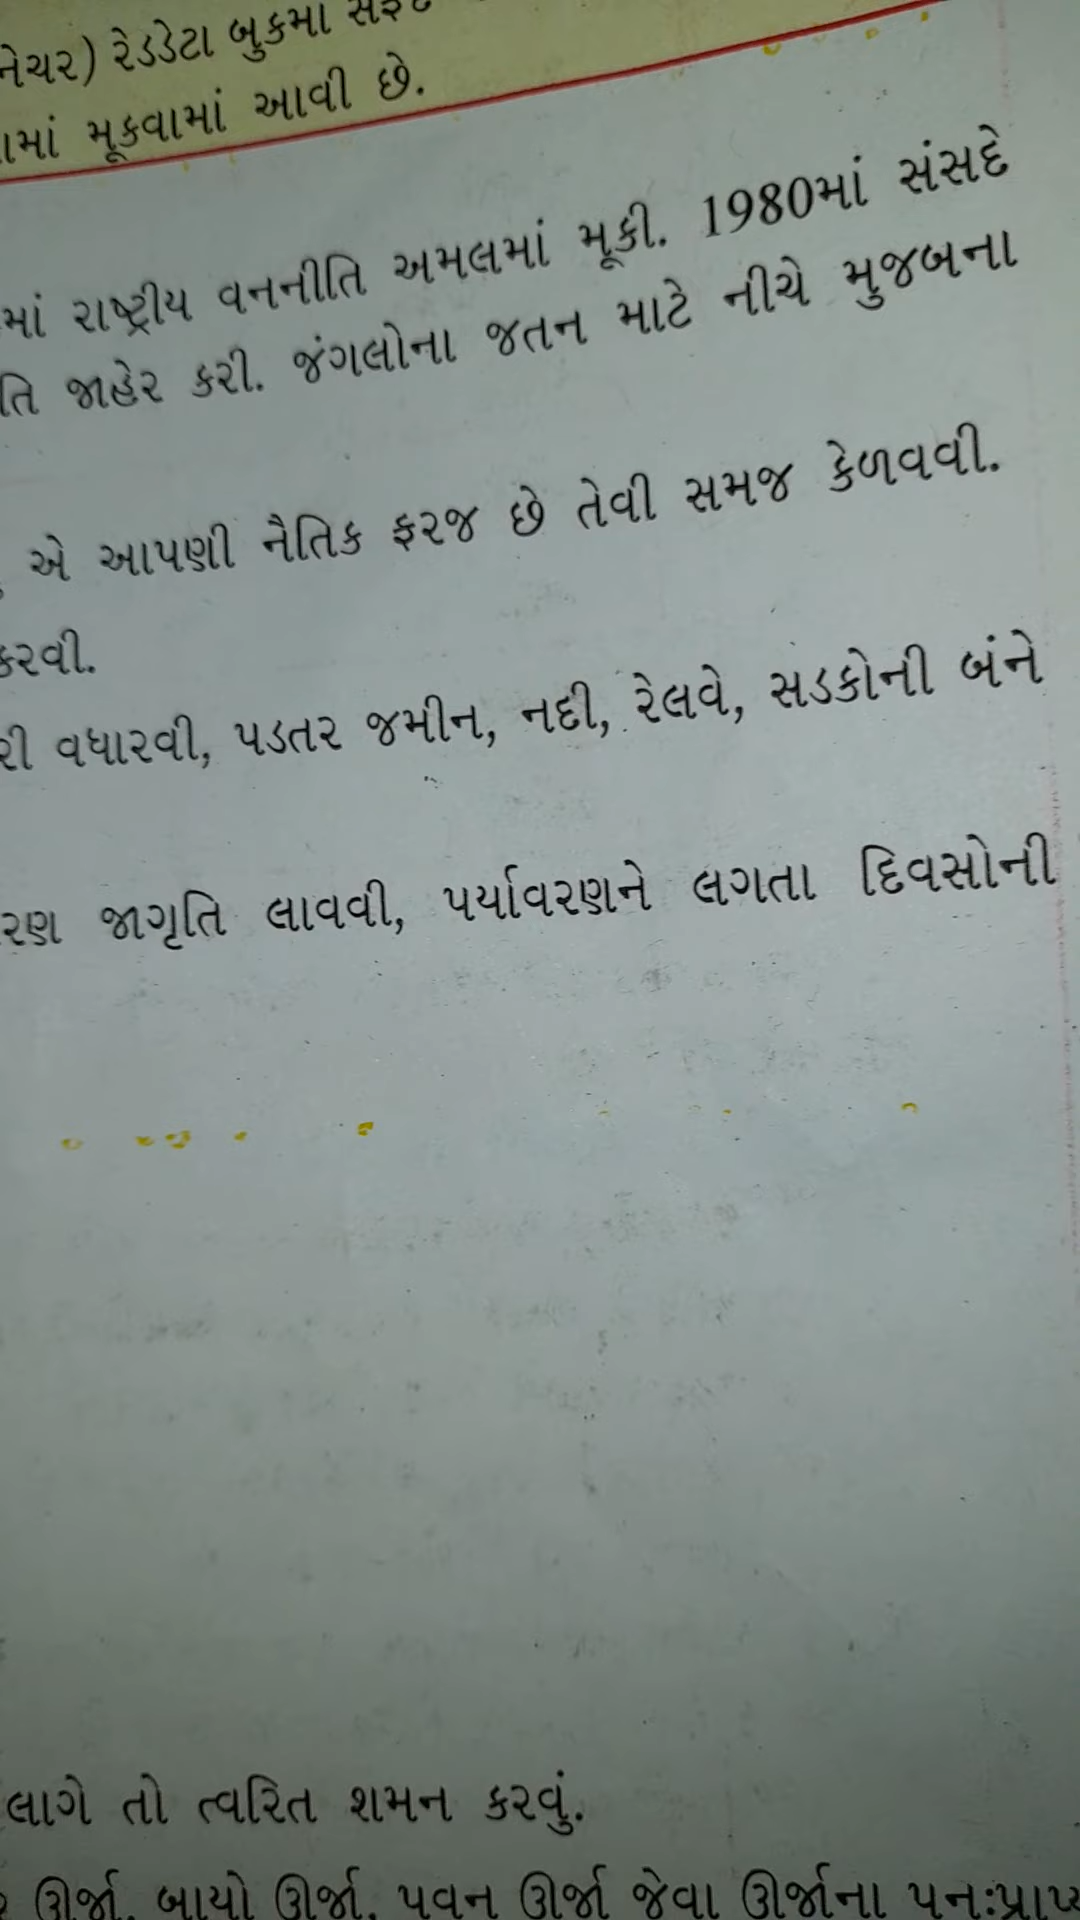 નેચર) રેડડેટા બુકમાં
મૂકવામાં આવી છે.
માં રાષ્ટ્રીય વનનીતિ અમલમાં મૂકી. 1980માં સંસદે
તિ જાહેર કરી. જંગલોના જતન માટે નીચે મુજબના
એ આપણી નૈતિક ફરજ છે તેવી સમજ કેળવવી.
કરવી.
રી વધારવી, પડતર જમીન, નદી, રેલવે, સડકોની બંને
રણ જાગૃતિ લાવવી, પર્યાવરણને લગતા દિવસોની
લાગે તો ત્વરિત શમન કરવું.
ઊર્જા, બાયો ઊર્જા, પવન ઊર્જા જેવા ઊર્જાના